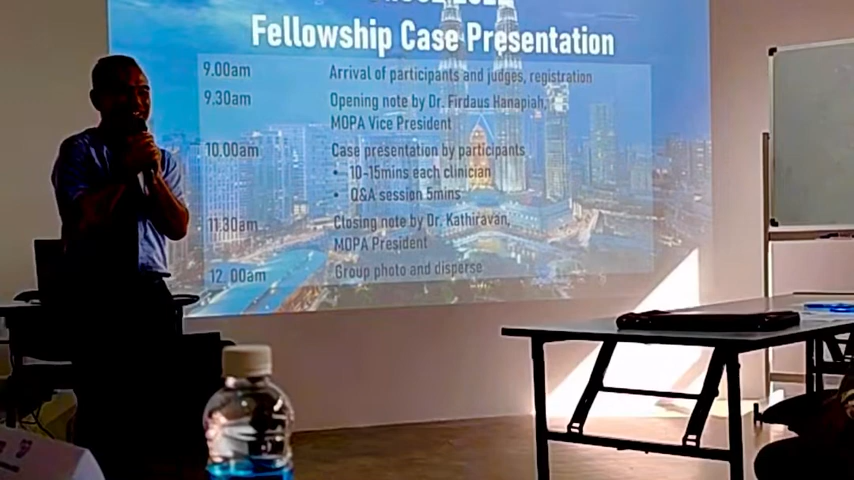 Fellowship Case Presentation
9.00am Arrival of participants and judges, registration
9.30am Opening note by Dr. Firdaus Hanapiah,
MOPA Vice President
10.00am Case presentation by participants
• 10-15mins each clinician
• Q&A session 5mins
11.30am Closing note by Dr. Kathiravan,
MOPA President
12.00am Group photo and disperse